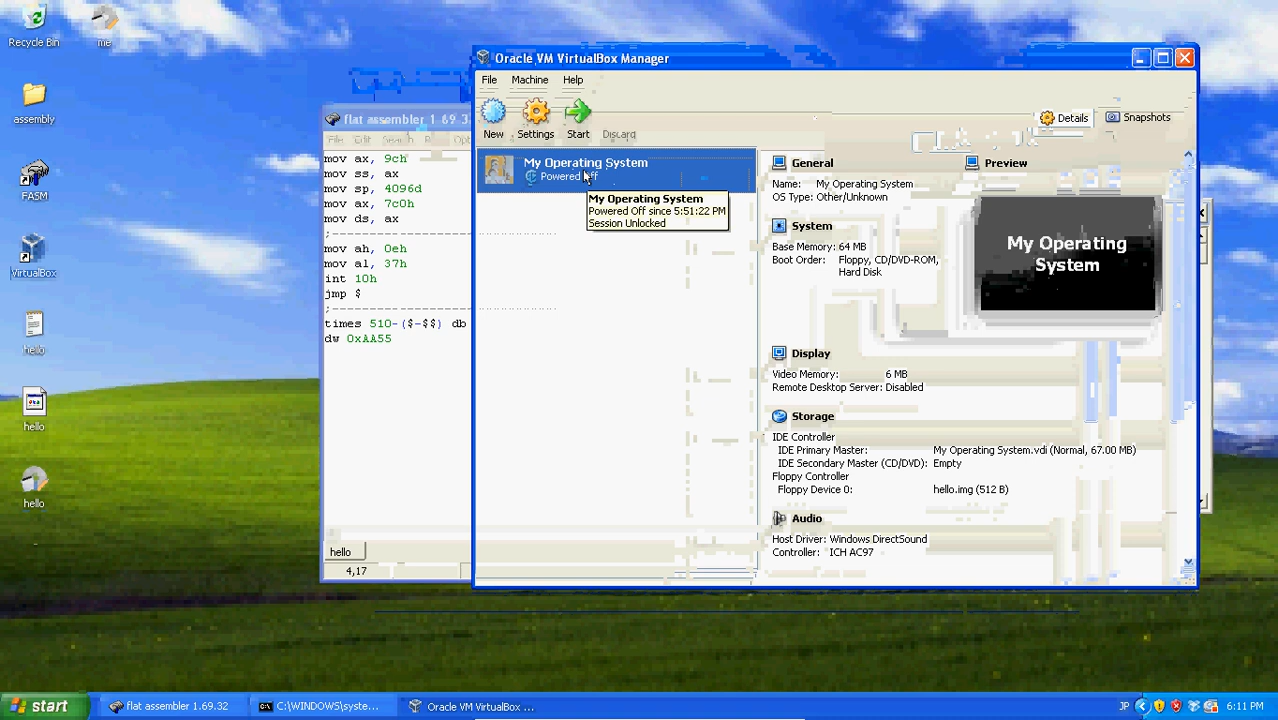 Recycle Bin
me
assembly
FASM
VirtualBox
hello
hello
hello
flat assembler 1.69.3
File Edit Search
mov ax, 9ch
mov ss, ax
mov sp, 4096d
mov ax, 7c0h
mov ds, ax
mov ah, 0eh
mov al, 37h
int 10h
jmp $
times 510-($-$$) db
dw 0xAA55
hello
4,17
Oracle VM VirtualBox Manager
File Machine Help
New Settings Start Discard
Details Snapshots
My Operating System
Powered Off
My Operating System
Powered Off since 5:51:22 PM
Session Unlocked
General
Name: My Operating System
OS Type: Other/Unknown
System
Base Memory: 64 MB
Boot Order: Floppy, CD/DVD-ROM,
Hard Disk
Preview
My Operating
System
Display
Video Memory: 6 MB
Remote Desktop Server: Disabled
Storage
IDE Controller
IDE Primary Master: My Operating System.vdi (Normal, 67.00 MB)
IDE Secondary Master (CD/DVD): Empty
Floppy Controller
Floppy Device 0: hello.img (512 B)
Audio
Host Driver: Windows DirectSound
Controller: ICH AC97
start
flat assembler 1.69.32
C:\WINDOWS\syste...
Oracle VM VirtualBox ...
JP
6:11 PM